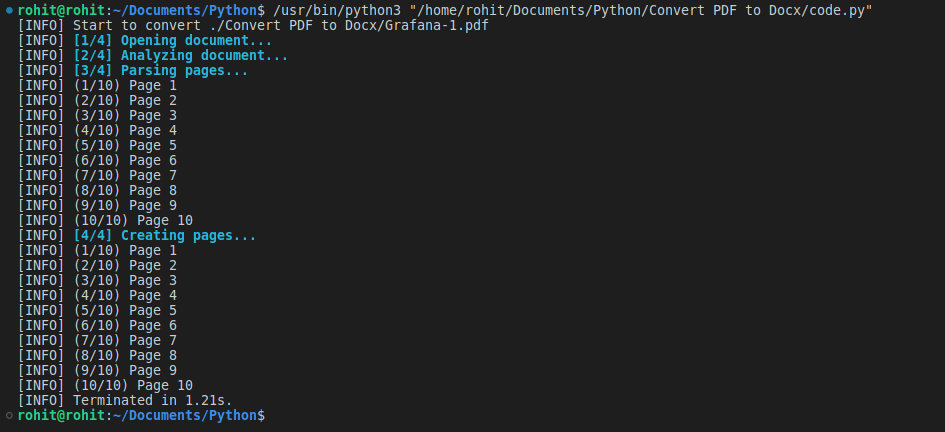 rohit@rohit:~/Documents/Python$ /usr/bin/python3 "/home/rohit/Documents/Python/Convert PDF to Docx/code.py"
[INFO] Start to convert ./Convert PDF to Docx/Grafana-1.pdf
[INFO] [1/4] Opening document...
[INFO] [2/4] Analyzing document...
[INFO] [3/4] Parsing pages...
[INFO] (1/10) Page 1
[INFO] (2/10) Page 2
[INFO] (3/10) Page 3
[INFO] (4/10) Page 4
[INFO] (5/10) Page 5
[INFO] (6/10) Page 6
[INFO] (7/10) Page 7
[INFO] (8/10) Page 8
[INFO] (9/10) Page 9
[INFO] (10/10) Page 10
[INFO] [4/4] Creating pages...
[INFO] (1/10) Page 1
[INFO] (2/10) Page 2
[INFO] (3/10) Page 3
[INFO] (4/10) Page 4
[INFO] (5/10) Page 5
[INFO] (6/10) Page 6
[INFO] (7/10) Page 7
[INFO] (8/10) Page 8
[INFO] (9/10) Page 9
[INFO] (10/10) Page 10
[INFO] Terminated in 1.21s.
rohit@rohit:~/Documents/Python$